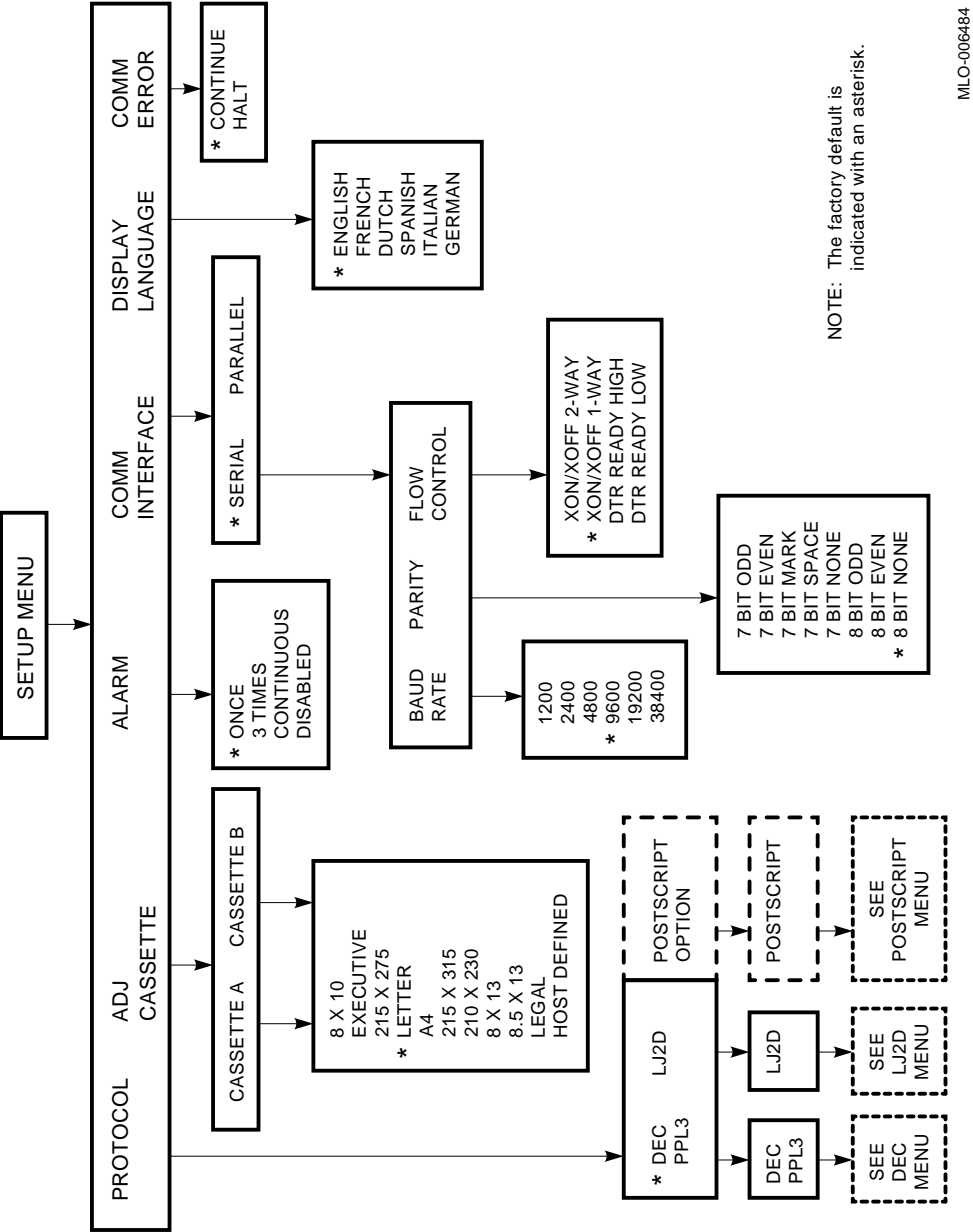 SETUP MENU
PROTOCOL
ADJ
CASSETTE
ALARM
COMM
INTERFACE
DISPLAY
LANGUAGE
COMM
ERROR
CASSETTE A
CASSETTE B
* ONCE
3 TIMES
CONTINUOUS
DISABLED
* SERIAL
PARALLEL
* CONTINUE
HALT
8 X 10
EXECUTIVE
215 X 275
* LETTER
A4
215 X 315
210 X 230
8 X 13
8.5 X 13
LEGAL
HOST DEFINED
* ENGLISH
FRENCH
DUTCH
SPANISH
ITALIAN
GERMAN
BAUD
RATE
PARITY
FLOW
CONTROL
1200
2400
4800
* 9600
19200
38400
XON/XOFF 2-WAY
* XON/XOFF 1-WAY
DTR READY HIGH
DTR READY LOW
7 BIT ODD
7 BIT EVEN
7 BIT MARK
7 BIT SPACE
7 BIT NONE
8 BIT ODD
8 BIT EVEN
* 8 BIT NONE
* DEC
PPL3
LJ2D
POSTSCRIPT
OPTION
DEC
PPL3
LJ2D
POSTSCRIPT
SEE
DEC
MENU
SEE
LJ2D
MENU
SEE
POSTSCRIPT
MENU
NOTE: The factory default is
indicated with an asterisk.
MLO-006484